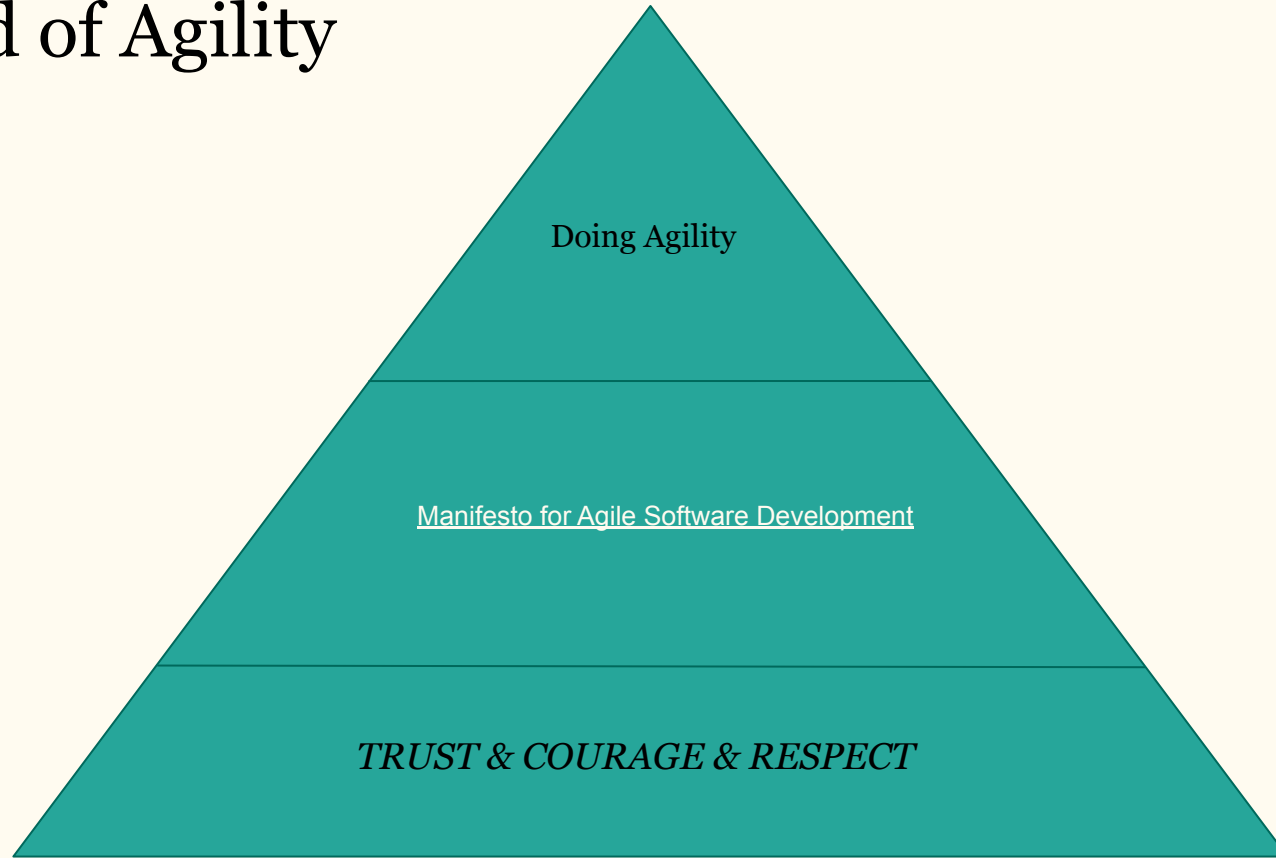 of Agility
Doing Agility
Manifesto for Agile Software Development
TRUST & COURAGE & RESPECT